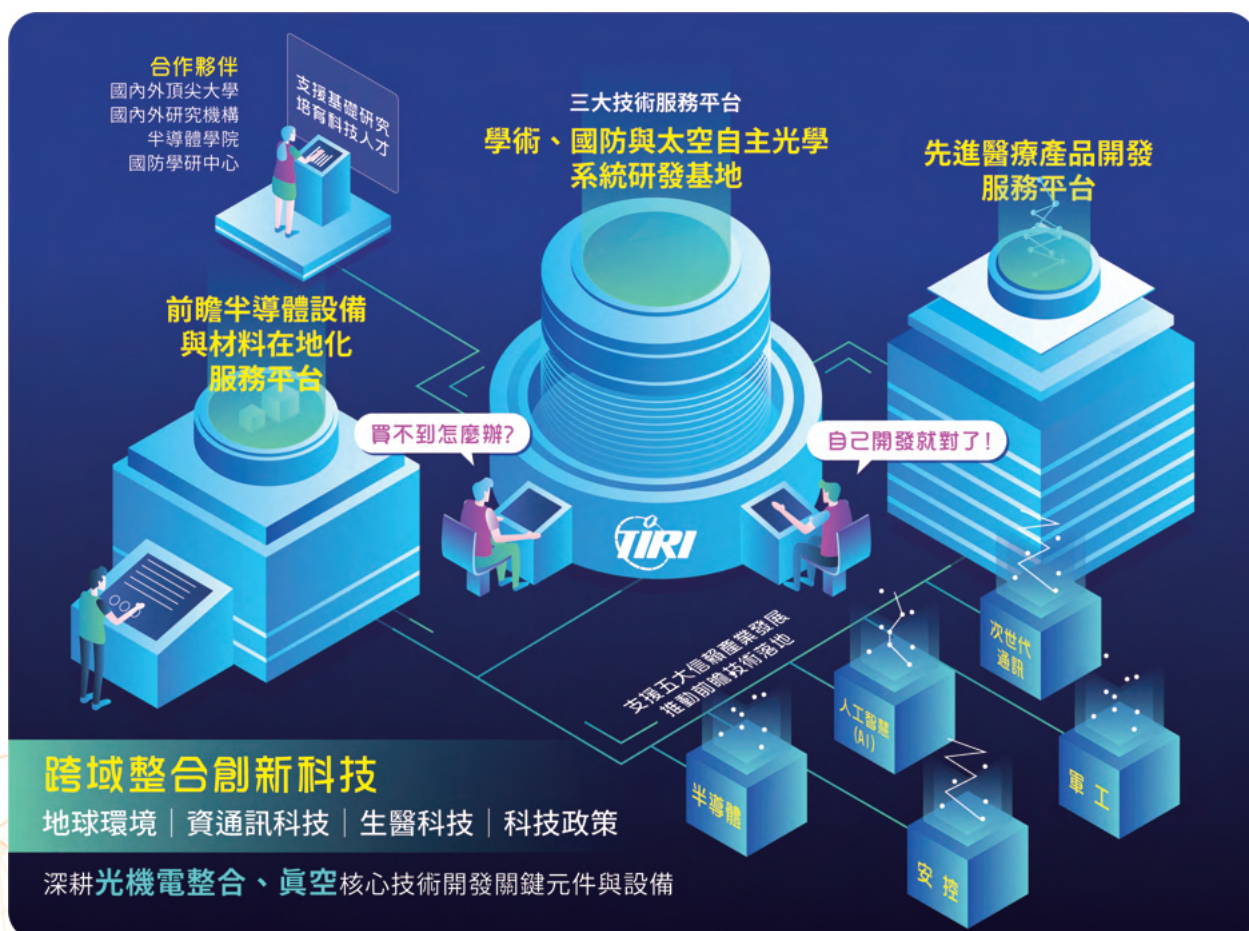 合作夥伴
國內外頂尖大學
國內外研究機構
半導體學院
國防學研中心
支援基礎研究
培育科技人才
三大技術服務平台
學術、國防與太空自主光學
系統研發基地
先進醫療產品開發
服務平台
前瞻半導體設備
與材料在地化
服務平台
買不到怎麼辦?
自己開發就對了!
TIRI
支援五大信賴產業發展
推動前瞻技術落地
次世代
通訊
人工智慧
(AI)
半導體
軍工
安控
跨域整合創新科技
地球環境｜資通訊科技｜生醫科技｜科技政策
深耕光機電整合、真空核心技術開發關鍵元件與設備